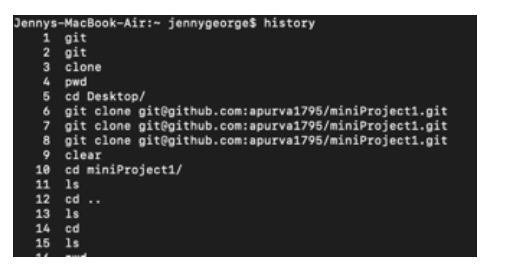 Jennys-MacBook-Air:~ jennygeorge$ history
1 git
2 git
3 clone
4 pwd
5 cd Desktop/
6 git clone git@github.com:apurva1795/miniProject1.git
7 git clone git@github.com:apurva1795/miniProject1.git
8 git clone git@github.com:apurva1795/miniProject1.git
9 clear
10 cd miniProject1/
11 ls
12 cd ..
13 ls
14 cd
15 ls